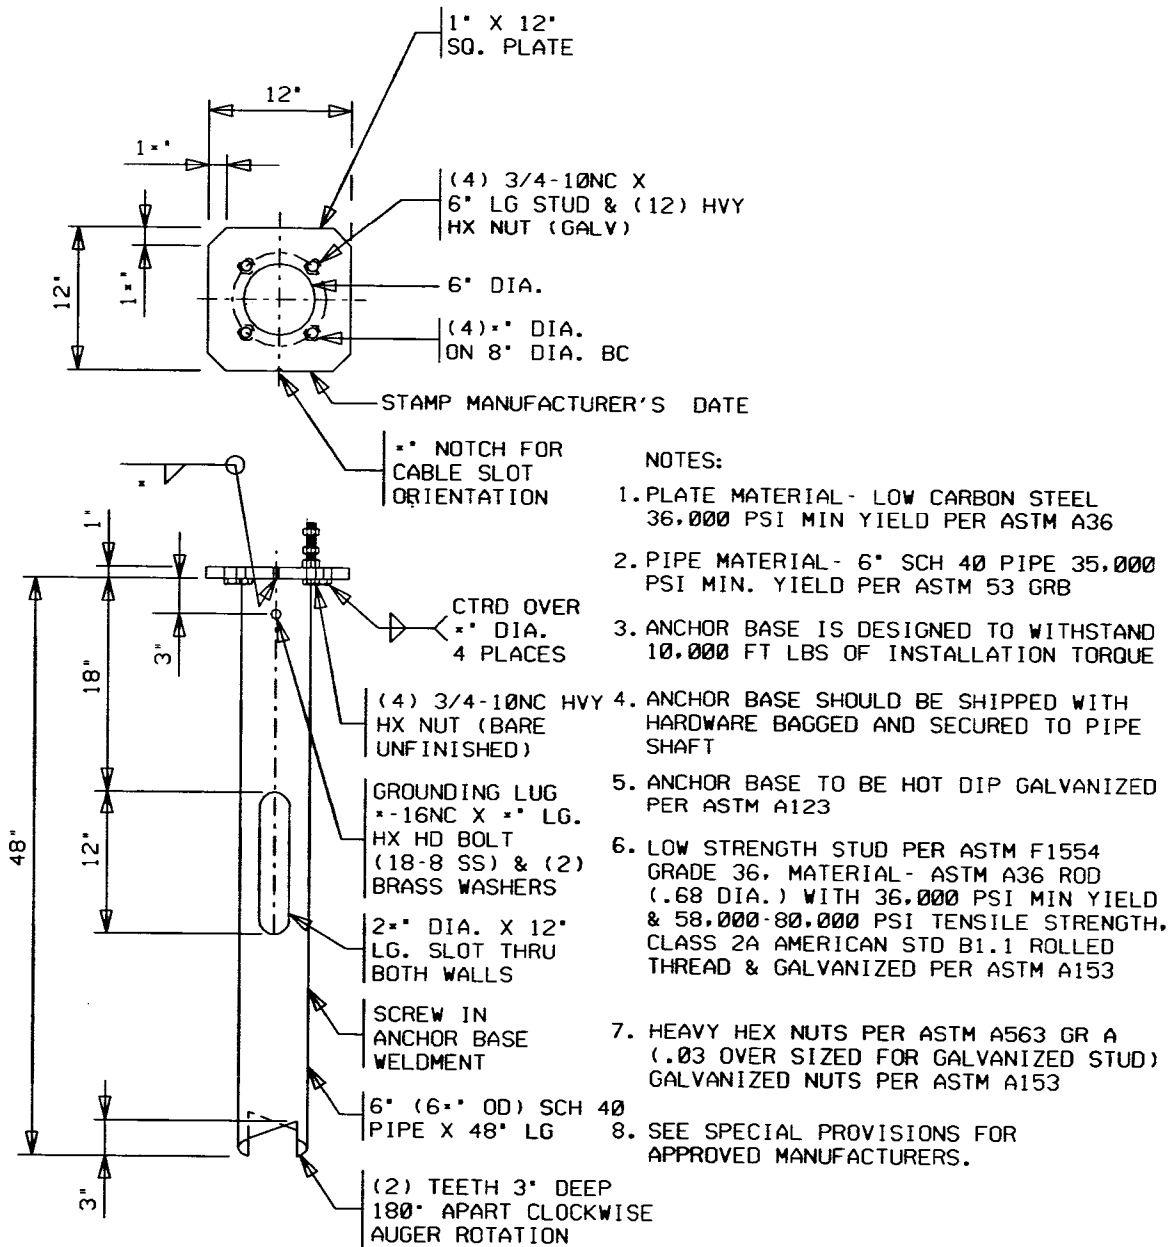 1" X 12"
SQ. PLATE
12"
1*"
(4) 3/4-10NC X
6" LG STUD & (12) HVY
HX NUT (GALV)
12"
1*"
6" DIA.
(4)*" DIA.
ON 8" DIA. BC
STAMP MANUFACTURER'S DATE
*" NOTCH FOR
CABLE SLOT
ORIENTATION
*
1"
3"
18"
48"
12"
3"
CTRD OVER
*" DIA.
4 PLACES
(4) 3/4-10NC HVY
HX NUT (BARE
UNFINISHED)
GROUNDING LUG
*-16NC X *" LG.
HX HD BOLT
(18-8 SS) & (2)
BRASS WASHERS
2*" DIA. X 12"
LG. SLOT THRU
BOTH WALLS
SCREW IN
ANCHOR BASE
WELDMENT
6" (6*" OD) SCH 40
PIPE X 48" LG
(2) TEETH 3" DEEP
180° APART CLOCKWISE
AUGER ROTATION
NOTES:
1. PLATE MATERIAL- LOW CARBON STEEL
36,000 PSI MIN YIELD PER ASTM A36
2. PIPE MATERIAL- 6" SCH 40 PIPE 35,000
PSI MIN. YIELD PER ASTM 53 GRB
3. ANCHOR BASE IS DESIGNED TO WITHSTAND
10,000 FT LBS OF INSTALLATION TORQUE
4. ANCHOR BASE SHOULD BE SHIPPED WITH
HARDWARE BAGGED AND SECURED TO PIPE
SHAFT
5. ANCHOR BASE TO BE HOT DIP GALVANIZED
PER ASTM A123
6. LOW STRENGTH STUD PER ASTM F1554
GRADE 36, MATERIAL- ASTM A36 ROD
(.68 DIA.) WITH 36,000 PSI MIN YIELD
& 58,000-80,000 PSI TENSILE STRENGTH,
CLASS 2A AMERICAN STD B1.1 ROLLED
THREAD & GALVANIZED PER ASTM A153
7. HEAVY HEX NUTS PER ASTM A563 GR A
(.03 OVER SIZED FOR GALVANIZED STUD)
GALVANIZED NUTS PER ASTM A153
8. SEE SPECIAL PROVISIONS FOR
APPROVED MANUFACTURERS.